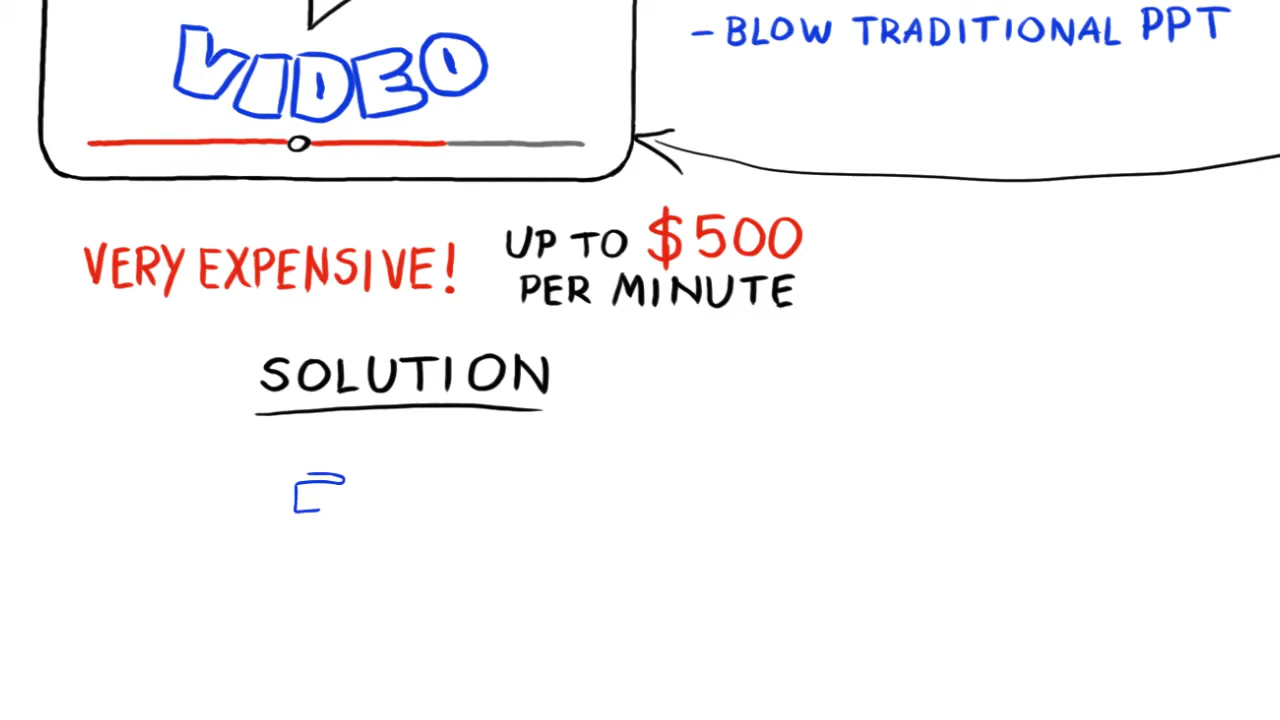 - BLOW TRADITIONAL PPT
VIDEO
VERY EXPENSIVE!
UP TO $500
PER MINUTE
SOLUTION